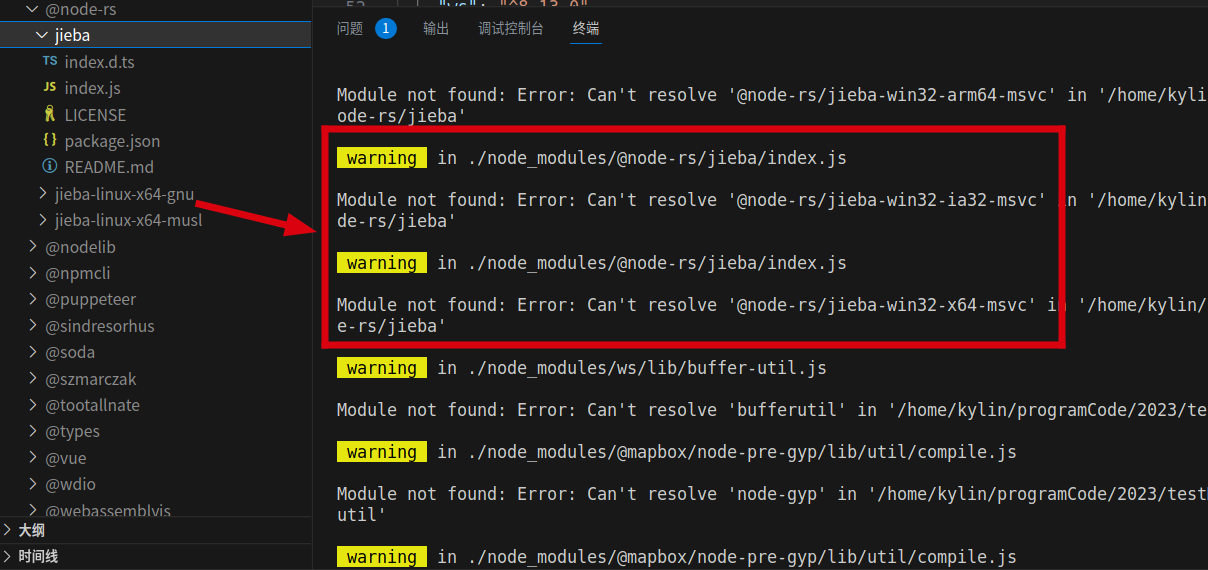 @node-rs
jieba
TS index.d.ts
JS index.js
LICENSE
{ } package.json
README.md
jieba-linux-x64-gnu
jieba-linux-x64-musl
@nodelib
@npmcli
@puppeteer
@sindresorhus
@soda
@szmarczak
@tootallnate
@types
@vue
@wdio
@webassemblyjs
大纲
时间线
52 "ws": "^8.13.0"
问题 1 输出 调试控制台 终端
Module not found: Error: Can't resolve '@node-rs/jieba-win32-arm64-msvc' in '/home/kylin
ode-rs/jieba'
warning in ./node_modules/@node-rs/jieba/index.js
Module not found: Error: Can't resolve '@node-rs/jieba-win32-ia32-msvc' in '/home/kylin
de-rs/jieba'
warning in ./node_modules/@node-rs/jieba/index.js
Module not found: Error: Can't resolve '@node-rs/jieba-win32-x64-msvc' in '/home/kylin/
e-rs/jieba'
warning in ./node_modules/ws/lib/buffer-util.js
Module not found: Error: Can't resolve 'bufferutil' in '/home/kylin/programCode/2023/te
warning in ./node_modules/@mapbox/node-pre-gyp/lib/util/compile.js
Module not found: Error: Can't resolve 'node-gyp' in '/home/kylin/programCode/2023/test
util'
warning in ./node_modules/@mapbox/node-pre-gyp/lib/util/compile.js